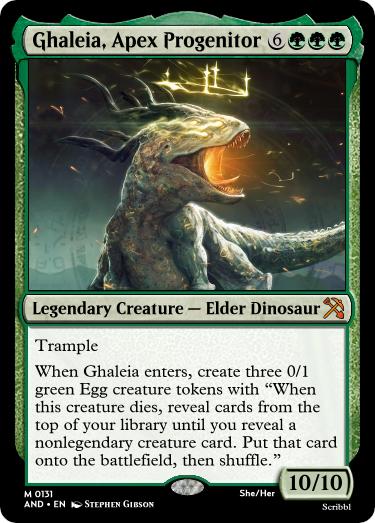 Ghaleia, Apex Progenitor 6
Legendary Creature — Elder Dinosaur
Trample
When Ghaleia enters, create three 0/1
green Egg creature tokens with “When
this creature dies, reveal cards from the
top of your library until you reveal a
nonlegendary creature card. Put that card
onto the battlefield, then shuffle.”
10/10
M 0131
She/Her
AND • EN Stephen Gibson
Scribbl